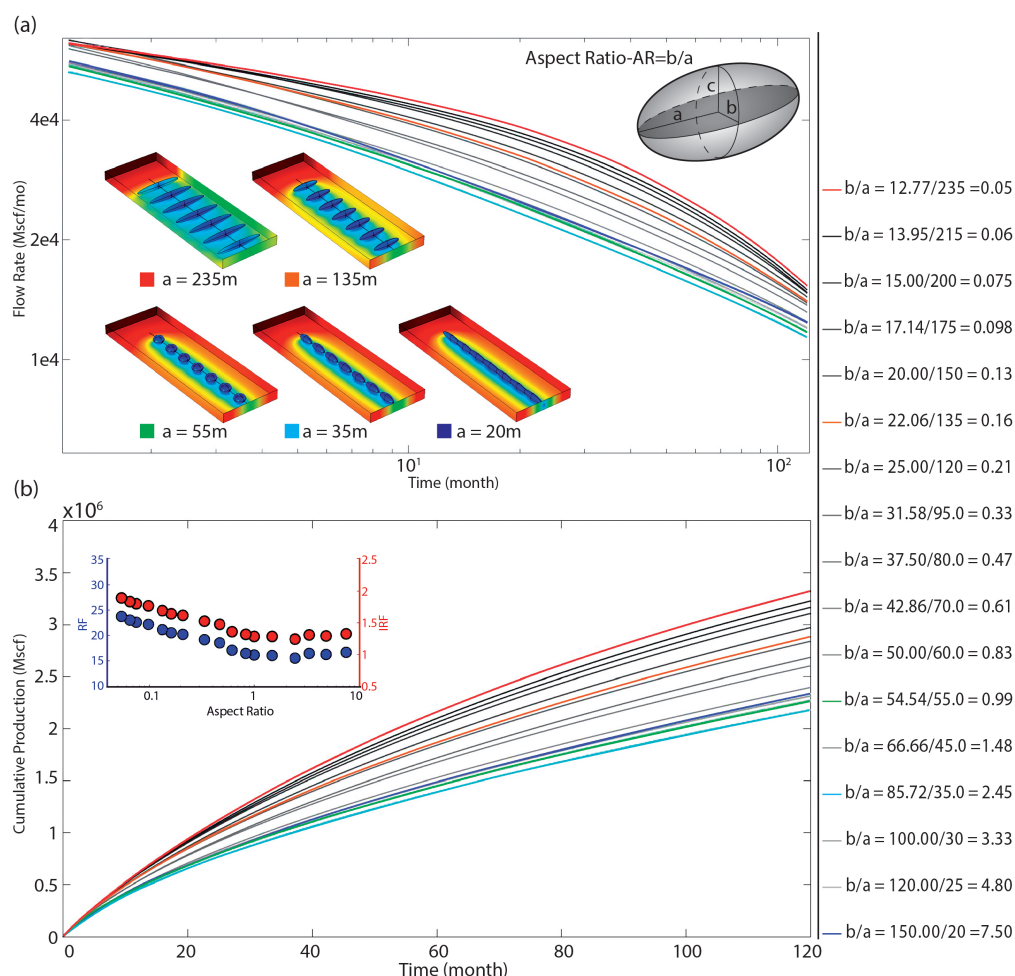 (a)
Aspect Ratio-AR=b/a
c
a
b
4e4
2e4
1e4
Flow Rate (Mscf/mo)
a = 235m
a = 135m
a = 55m
a = 35m
a = 20m
10¹
10²
Time (month)
(b)
x10⁶
4
3.5
3
2.5
2
1.5
1
0.5
0
Cumulative Production (Mscf)
35
30
25
20
15
10
RF
2.5
2
1.5
1
0.5
IRF
0.1
1
10
Aspect Ratio
0
20
40
60
80
100
120
Time (month)
b/a = 12.77/235 =0.05
b/a = 13.95/215 = 0.06
b/a = 15.00/200 = 0.075
b/a = 17.14/175 = 0.098
b/a = 20.00/150 = 0.13
b/a = 22.06/135 = 0.16
b/a = 25.00/120 = 0.21
b/a = 31.58/95.0 = 0.33
b/a = 37.50/80.0 = 0.47
b/a = 42.86/70.0 = 0.61
b/a = 50.00/60.0 = 0.83
b/a = 54.54/55.0 = 0.99
b/a = 66.66/45.0 = 1.48
b/a = 85.72/35.0 = 2.45
b/a = 100.00/30 = 3.33
b/a = 120.00/25 = 4.80
b/a = 150.00/20 =7.50